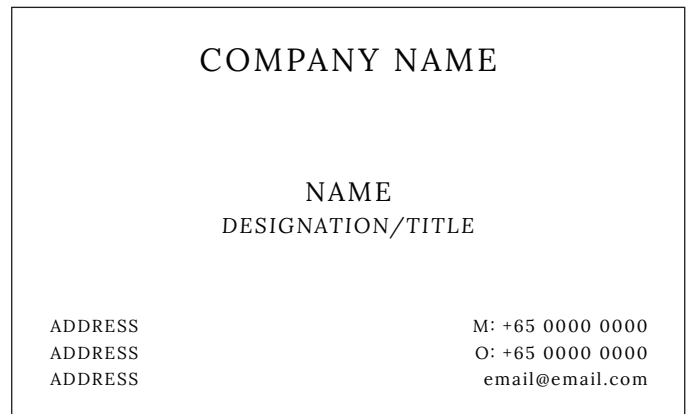 COMPANY NAME
NAME
DESIGNATION/TITLE
ADDRESS
ADDRESS
ADDRESS
M: +65 0000 0000
O: +65 0000 0000
email@email.com